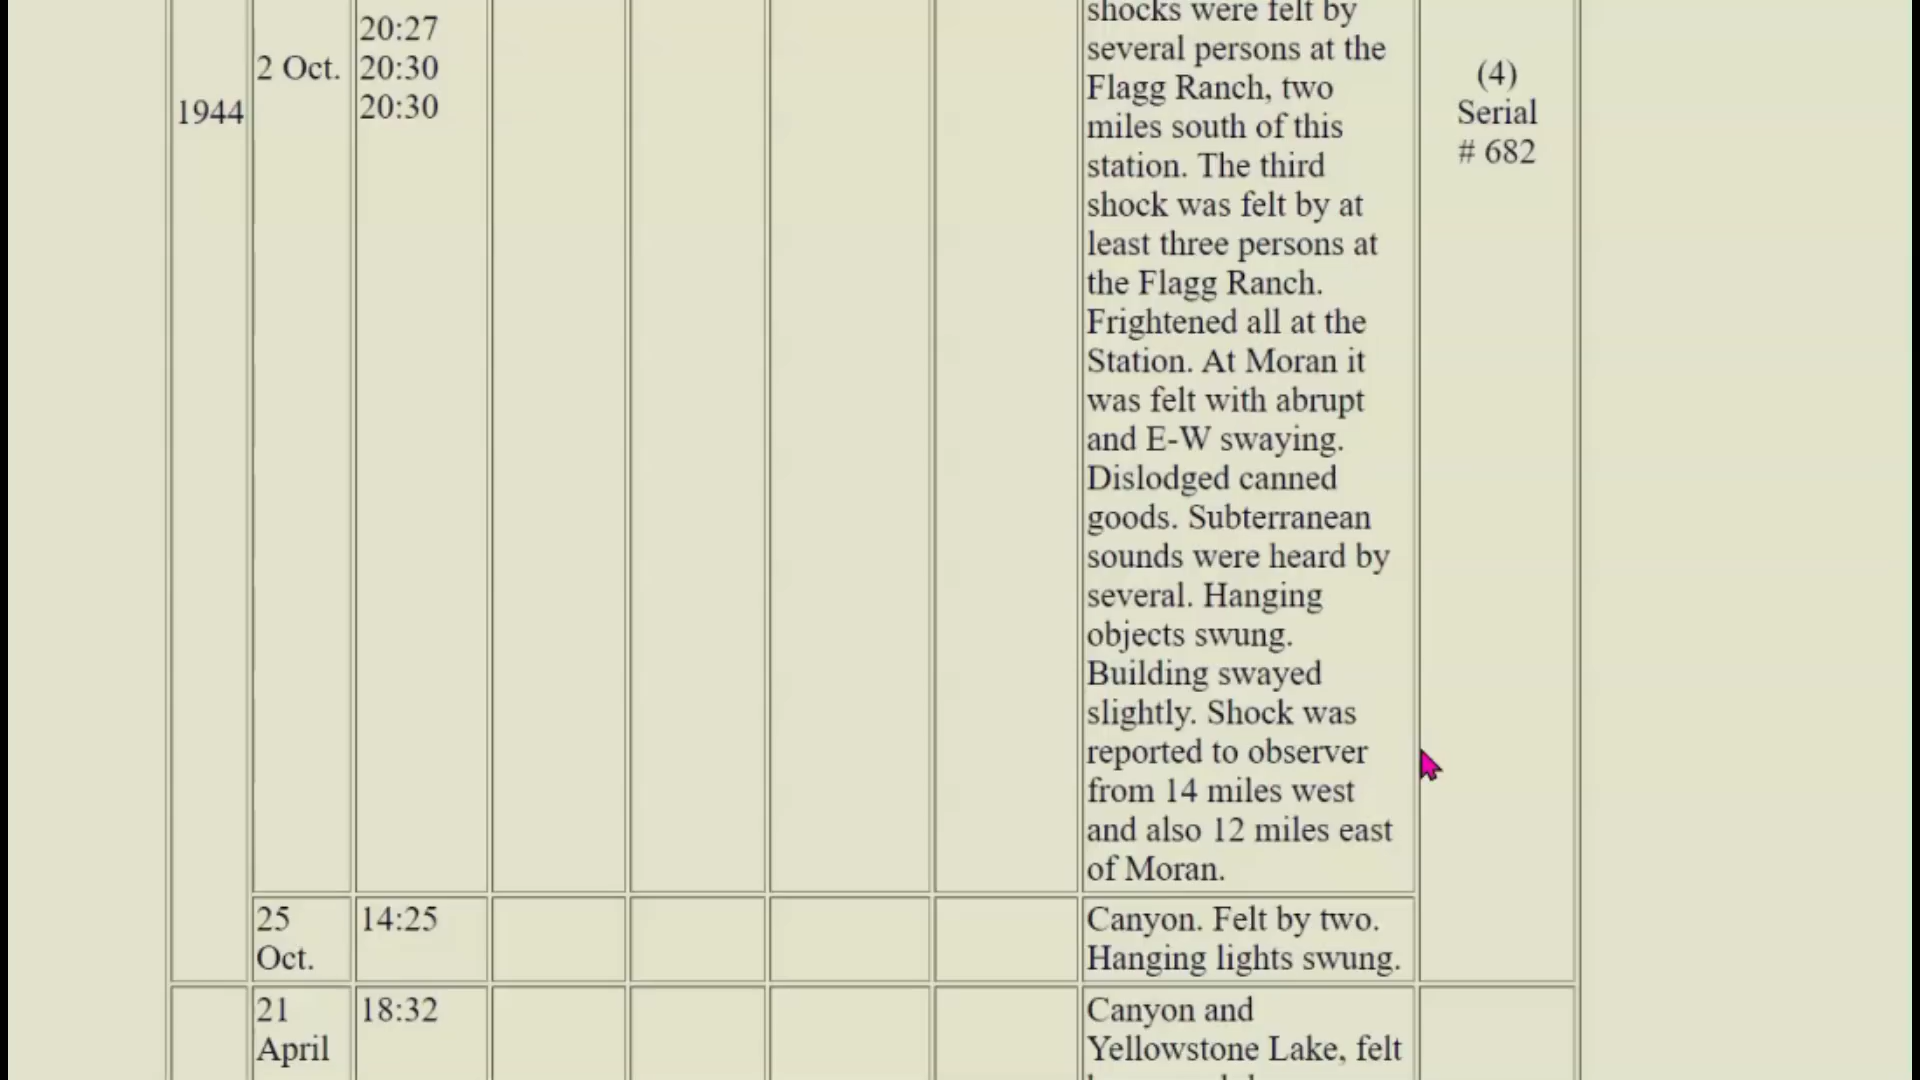 1944
2 Oct.
20:27
20:30
20:30
shocks were felt by
several persons at the
Flagg Ranch, two
miles south of this
station. The third
shock was felt by at
least three persons at
the Flagg Ranch.
Frightened all at the
Station. At Moran it
was felt with abrupt
and E-W swaying.
Dislodged canned
goods. Subterranean
sounds were heard by
several. Hanging
objects swung.
Building swayed
slightly. Shock was
reported to observer
from 14 miles west
and also 12 miles east
of Moran.
(4)
Serial
# 682
25
Oct.
14:25
Canyon. Felt by two.
Hanging lights swung.
21
April
18:32
Canyon and
Yellowstone Lake, felt